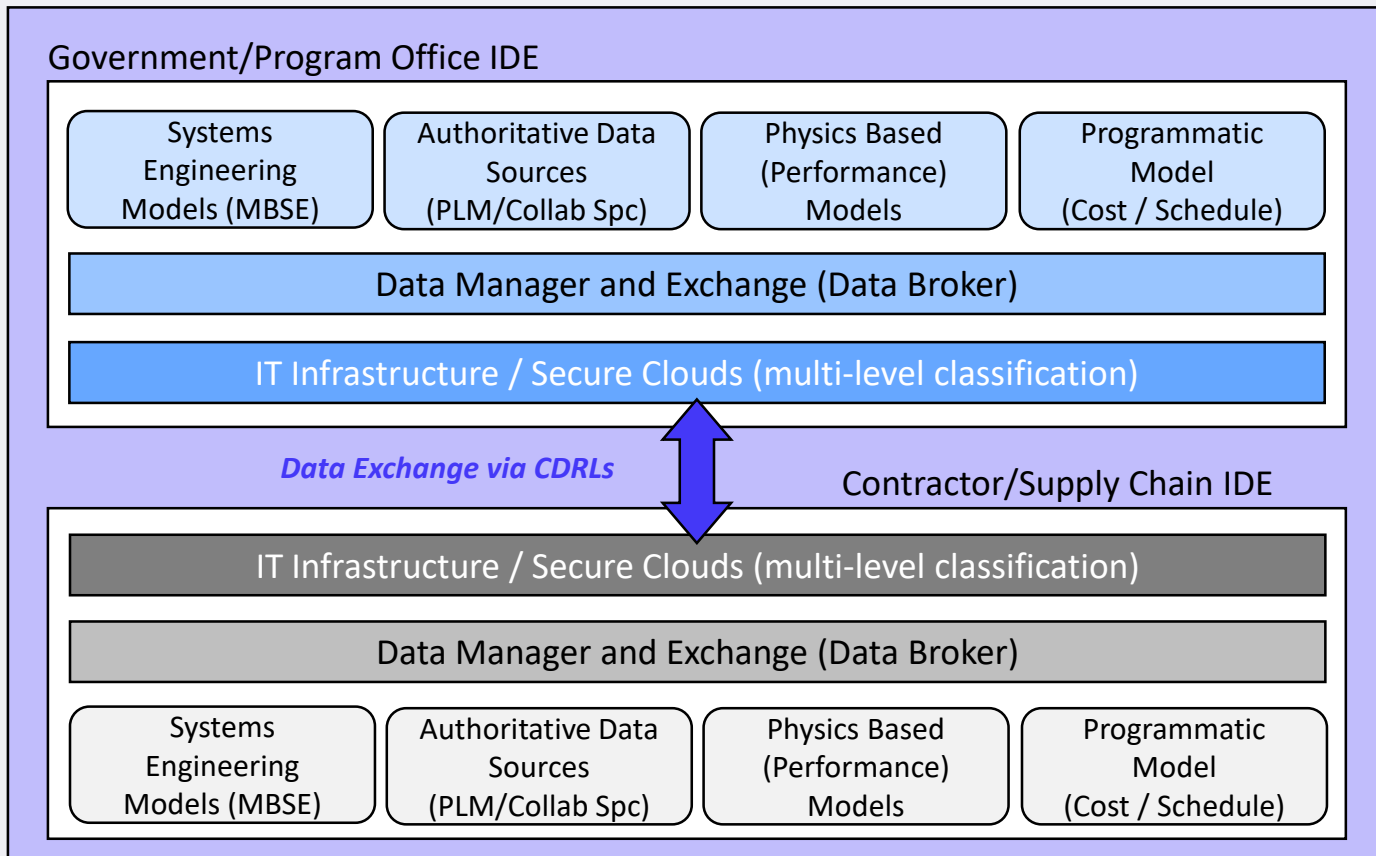 Government/Program Office IDE
Systems
Engineering
Models (MBSE)
Authoritative Data
Sources
(PLM/Collab Spc)
Physics Based
(Performance)
Models
Programmatic
Model
(Cost / Schedule)
Data Manager and Exchange (Data Broker)
IT Infrastructure / Secure Clouds (multi-level classification)
Data Exchange via CDRLs
Contractor/Supply Chain IDE
IT Infrastructure / Secure Clouds (multi-level classification)
Data Manager and Exchange (Data Broker)
Systems
Engineering
Models (MBSE)
Authoritative Data
Sources
(PLM/Collab Spc)
Physics Based
(Performance)
Models
Programmatic
Model
(Cost / Schedule)